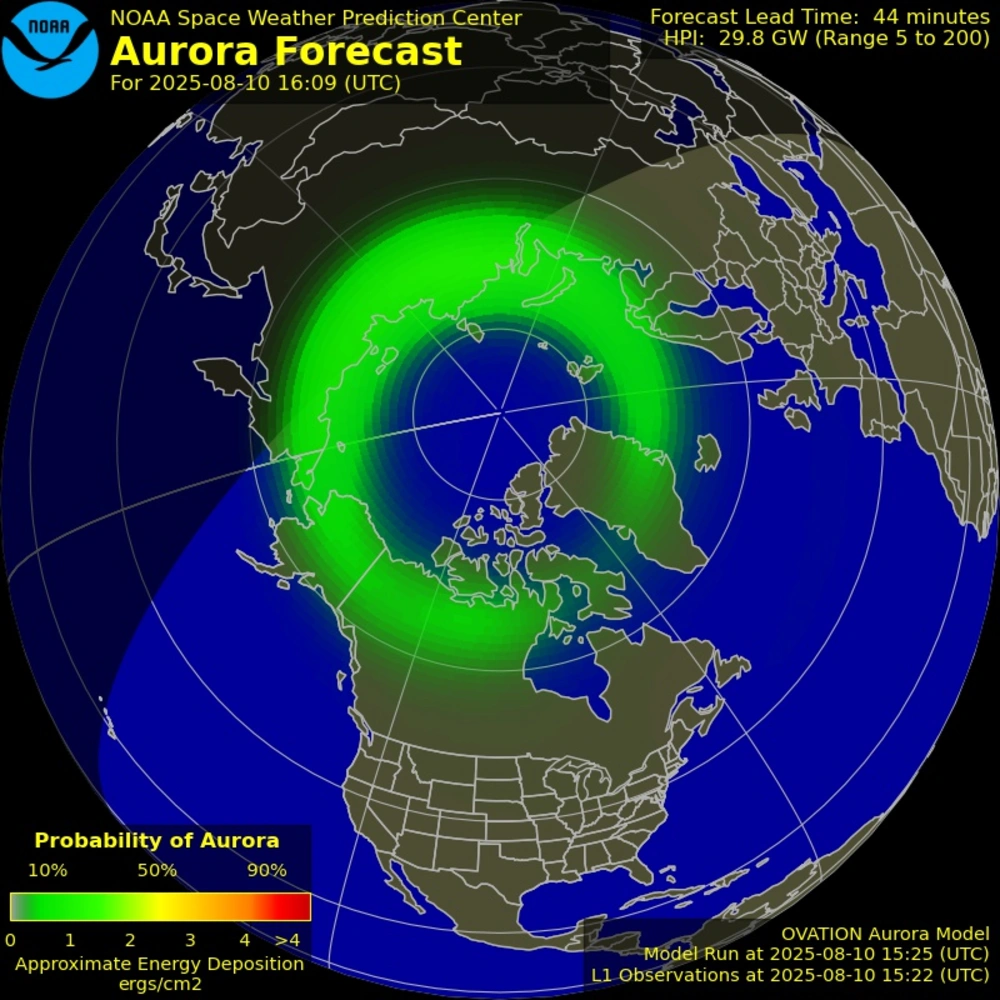 NOAA
NOAA Space Weather Prediction Center
Aurora Forecast
For 2025-08-10 16:09 (UTC)
Forecast Lead Time: 44 minutes
HPI: 29.8 GW (Range 5 to 200)
Probability of Aurora
10% 50% 90%
0 1 2 3 4 >4
Approximate Energy Deposition
ergs/cm2
OVATION Aurora Model
Model Run at 2025-08-10 15:25 (UTC)
L1 Observations at 2025-08-10 15:22 (UTC)